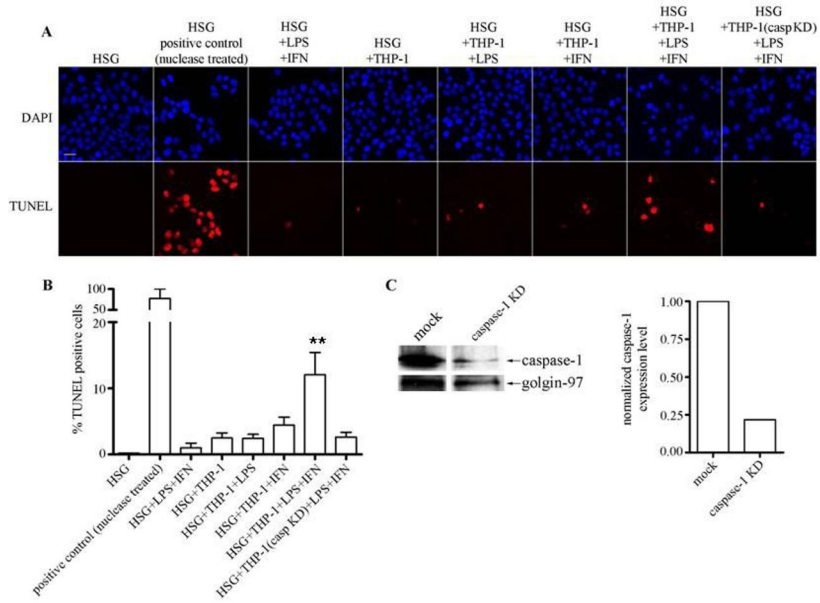 A
HSG
HSG
positive control
(nuclease treated)
HSG
+LPS
+IFN
HSG
+THP-1
HSG
+THP-1
+LPS
HSG
+THP-1
+IFN
HSG
+THP-1
+LPS
+IFN
HSG
+THP-1(casp KD)
+LPS
+IFN
DAPI
TUNEL
B
% TUNEL positive cells
100
50
20
10
0
**
HSG
positive control (nuclease treated)
HSG+LPS+IFN
HSG+THP-1
HSG+THP-1+LPS
HSG+THP-1+IFN
HSG+THP-1+LPS+IFN
HSG+THP-1(casp KD)+LPS+IFN
C
mock
caspase-1 KD
caspase-1
golgin-97
normalized caspase-1
expression level
1.00
0.75
0.50
0.25
0.00
mock
caspase-1 KD